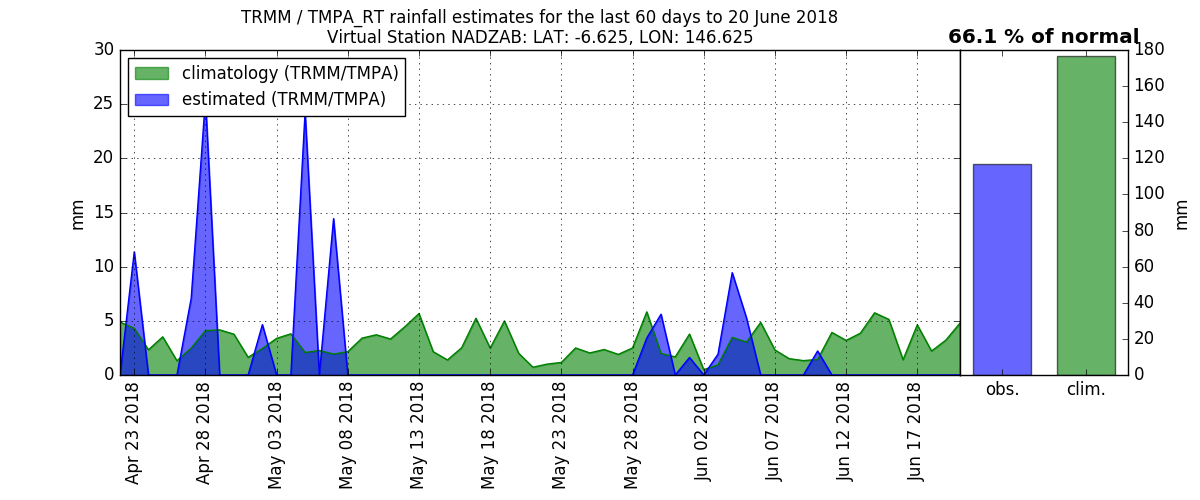 TRMM / TMPA_RT rainfall estimates for the last 60 days to 20 June 2018
Virtual Station NADZAB: LAT: -6.625, LON: 146.625
66.1 % of normal
climatology (TRMM/TMPA)
estimated (TRMM/TMPA)
mm
30
25
20
15
10
5
0
Apr 23 2018
Apr 28 2018
May 03 2018
May 08 2018
May 13 2018
May 18 2018
May 23 2018
May 28 2018
Jun 02 2018
Jun 07 2018
Jun 12 2018
Jun 17 2018
obs.
clim.
180
160
140
120
100
80
60
40
20
0
mm